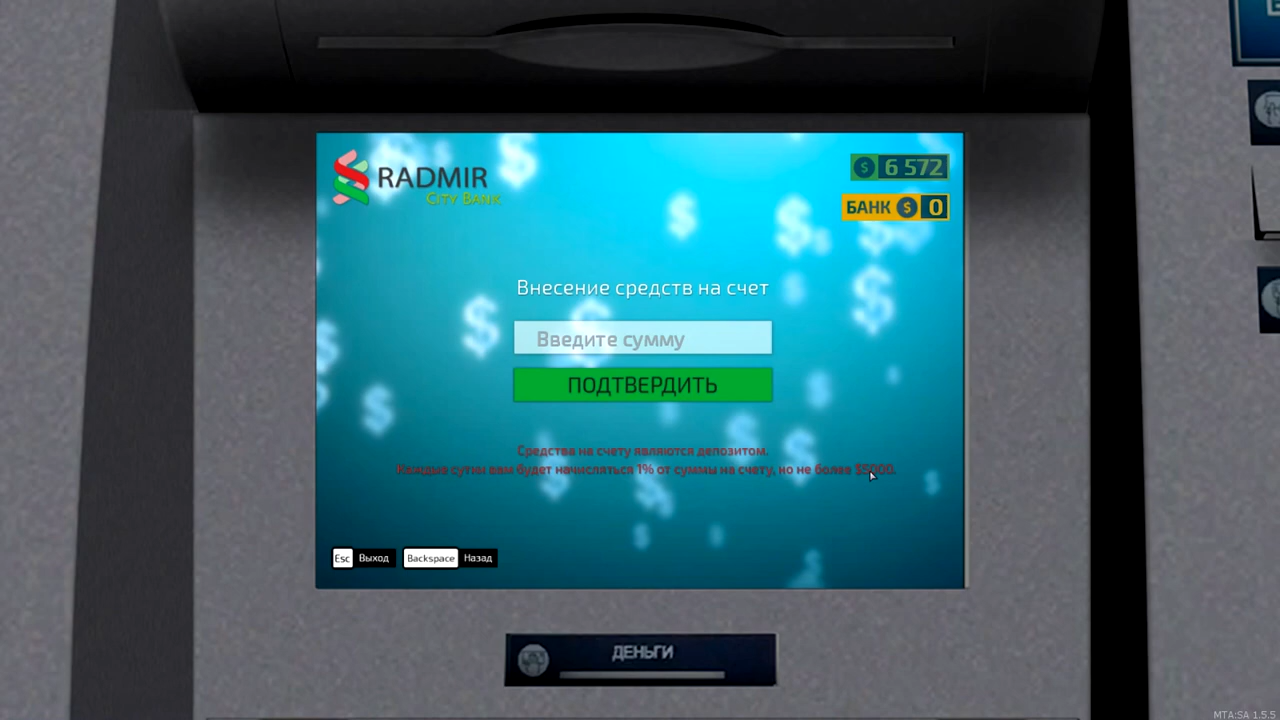 RADMIR
CITY BANK
$ 6 572
БАНК $ 0
Внесение средств на счет
Введите сумму
ПОДТВЕРДИТЬ
Средства на счету являются депозитом.
Каждые сутки вам будет начисляться 1% от суммы на счету, но не более $5000.
Esc Выход Backspace Назад
ДЕНЬГИ
MTA:SA 1.5.5